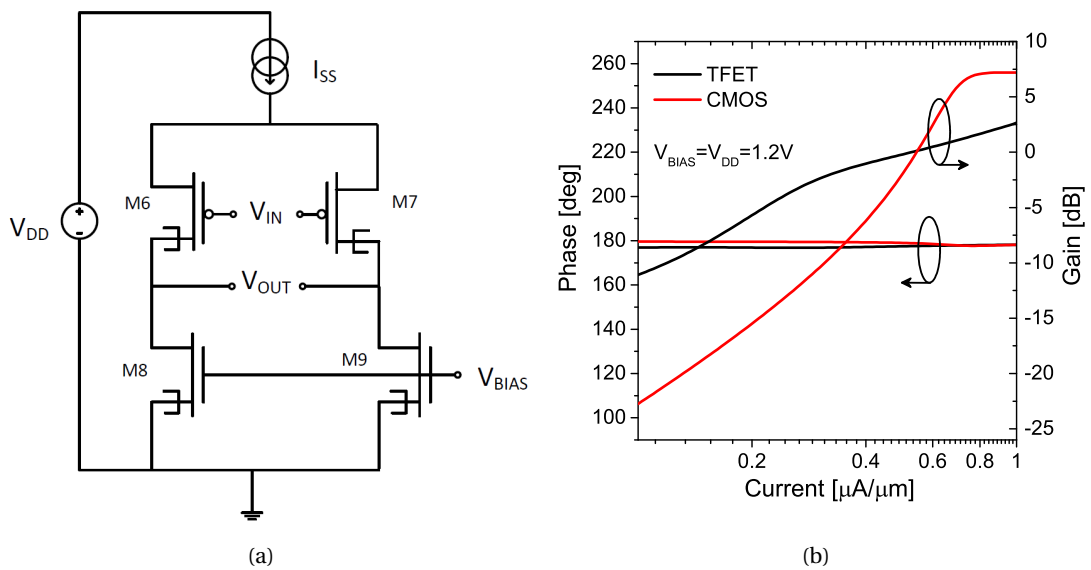 I_SS
M6
V_IN
M7
V_DD
+
-
V_OUT
M8
M9
V_BIAS
(a)
TFET
CMOS
V_BIAS=V_DD=1.2V
Phase [deg]
260
240
220
200
180
160
140
120
100
Gain [dB]
10
5
0
-5
-10
-15
-20
-25
0.2
0.4
0.6
0.8
1
Current [μA/μm]
(b)